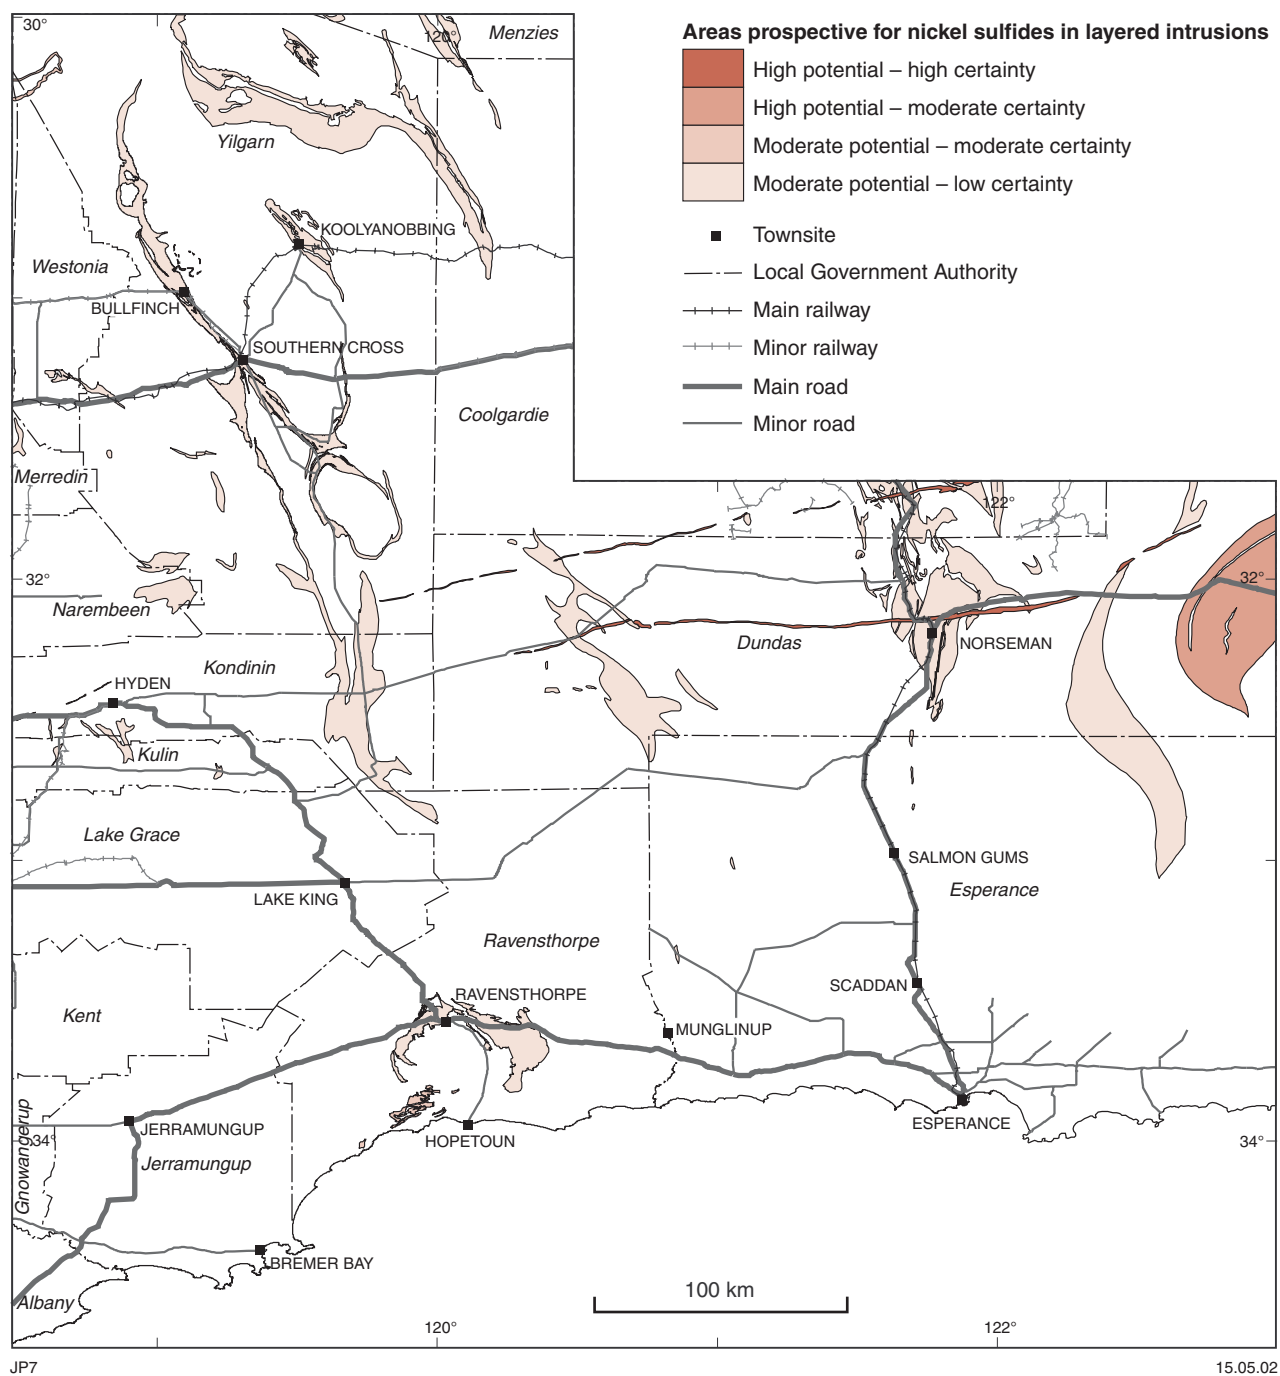 30°
120°
Menzies
Areas prospective for nickel sulfides in layered intrusions
High potential – high certainty
High potential – moderate certainty
Moderate potential – moderate certainty
Moderate potential – low certainty
Townsite
Local Government Authority
Main railway
Minor railway
Main road
Minor road
Yilgarn
KOOLYANOBBING
Westonia
BULLFINCH
SOUTHERN CROSS
Coolgardie
Merredin
122°
32°
32°
Narembeen
Dundas
NORSEMAN
Kondinin
HYDEN
Kulin
Lake Grace
SALMON GUMS
Esperance
LAKE KING
Ravensthorpe
SCADDAN
RAVENSTHORPE
Kent
MUNGLINUP
Gnowangerup
JERRAMUNGUP
ESPERANCE
34°
HOPETOUN
34°
Jerramungup
BREMER BAY
100 km
Albany
120°
122°
JP7
15.05.02